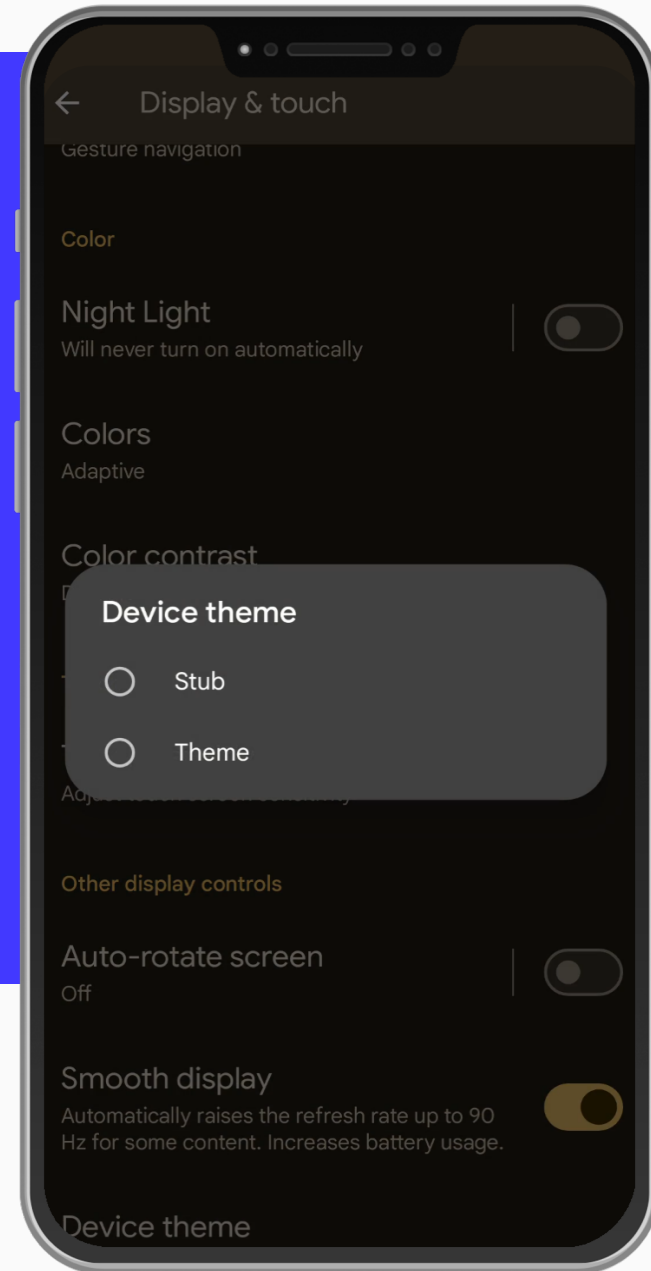 Display & touch
Gesture navigation
Color
Night Light
Will never turn on automatically
Colors
Adaptive
Color contrast
Device theme
Stub
Theme
Other display controls
Auto-rotate screen
Off
Smooth display
Automatically raises the refresh rate up to 90
Hz for some content. Increases battery usage.
Device theme